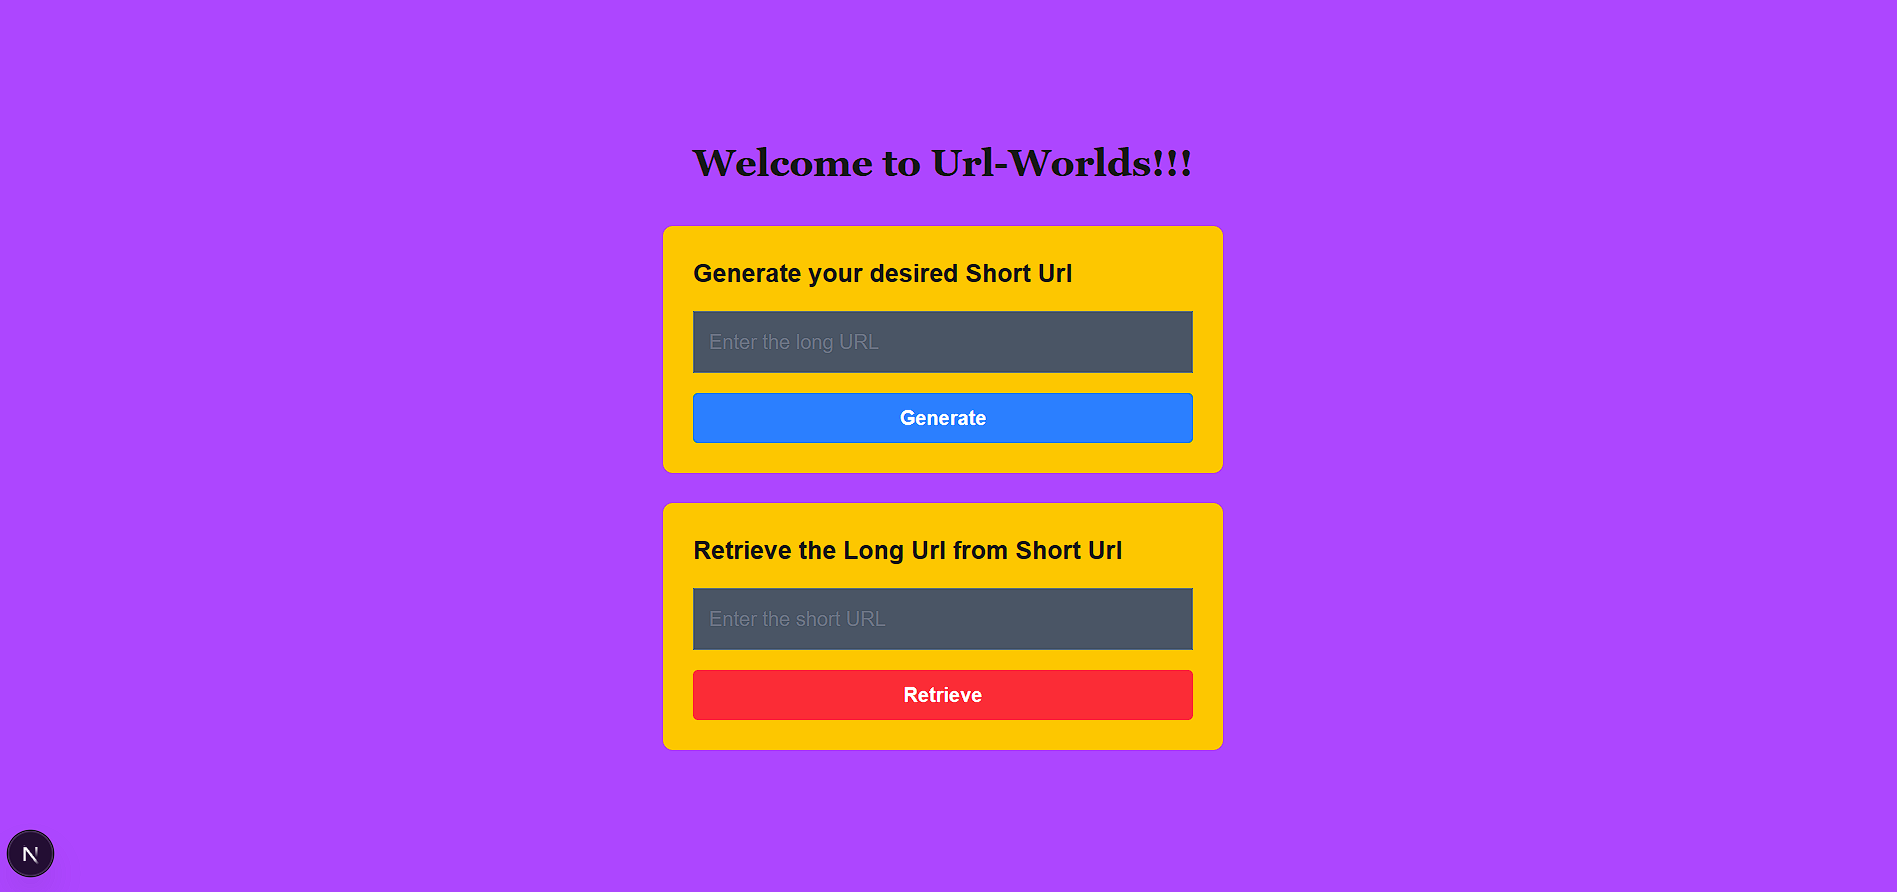 Welcome to Url-Worlds!!!
Generate your desired Short Url
Enter the long URL
Generate
Retrieve the Long Url from Short Url
Enter the short URL
Retrieve
N